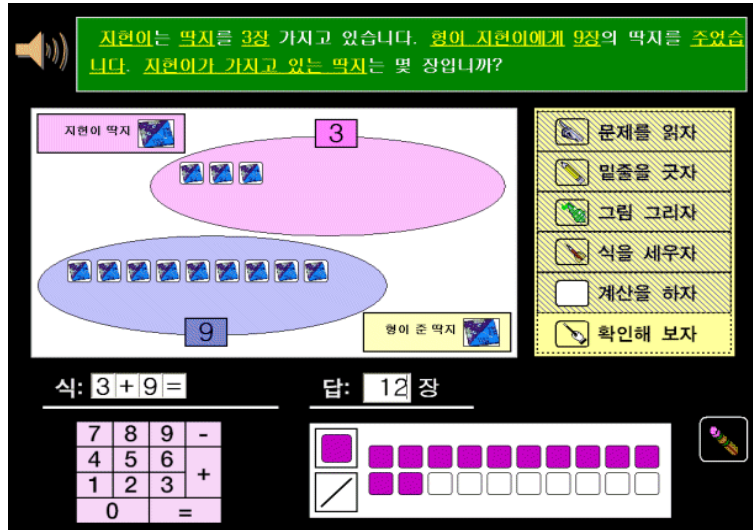 지현이는 딱지를 3장 가지고 있습니다. 형이 지현이에게 9장의 딱지를 주었습
니다. 지현이가 가지고 있는 딱지는 몇 장입니까?
지현이 딱지
3
9
형이 준 딱지
문제를 읽자
밑줄을 긋자
그림 그리자
식을 세우자
계산을 하자
확인해 보자
식: 3+9=
답: 12 장
7 8 9 -
4 5 6 +
1 2 3
0 =